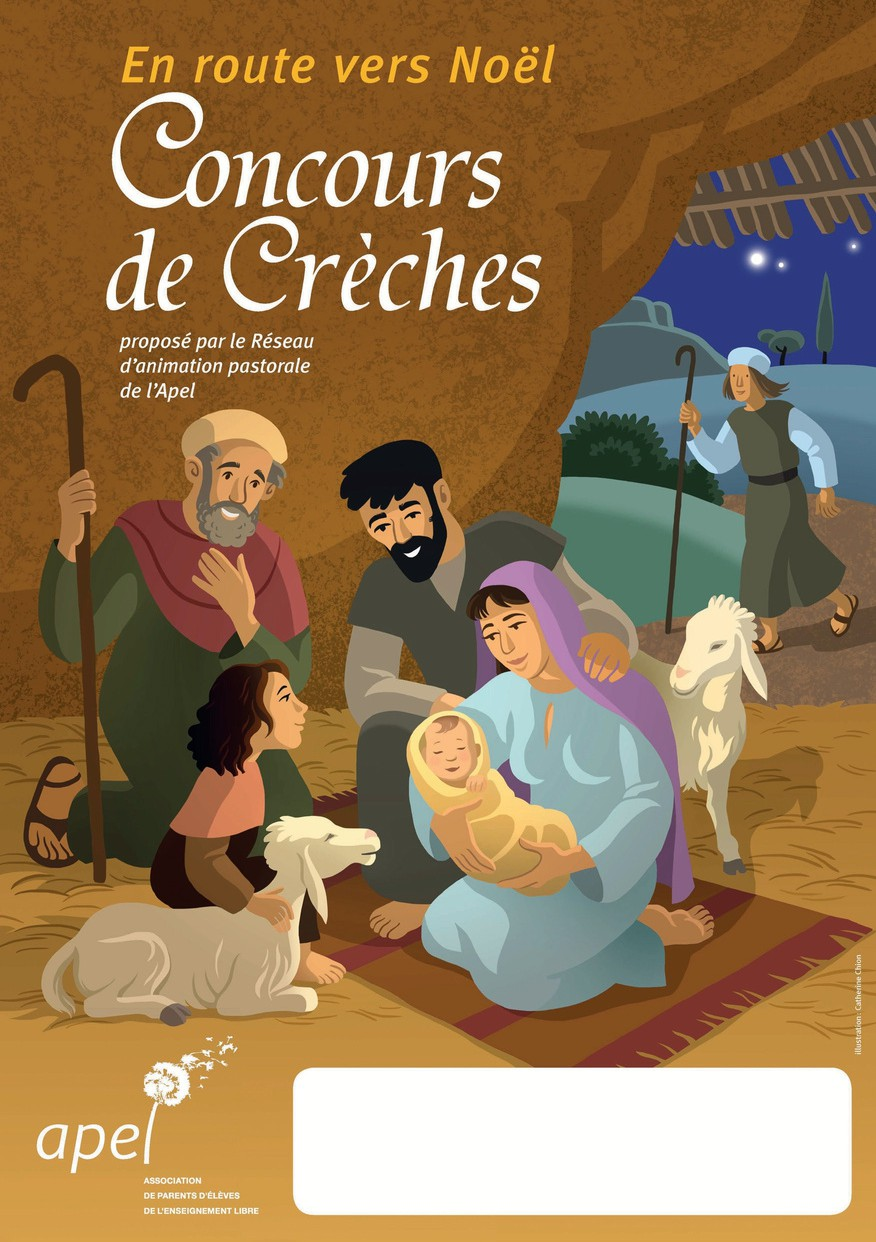 En route vers Noël
Concours
de Crèches
proposé par le Réseau
d'animation pastorale
de l'Apel
illustration: Catherine Chion
apel
ASSOCIATION
DE PARENTS D'ÉLÈVES
DE L'ENSEIGNEMENT LIBRE